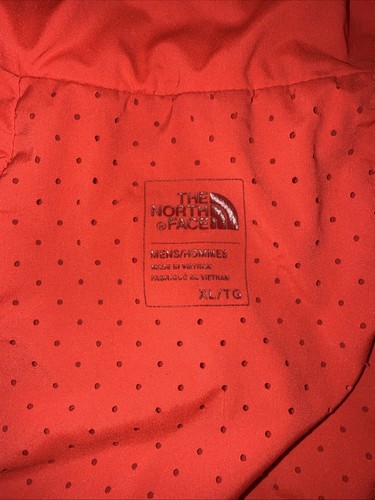 THE
NORTH
FACE
MENS/HOMMES
MADE IN VIETNAM
FABRIQUÉ AU VIETNAM
XL/TG